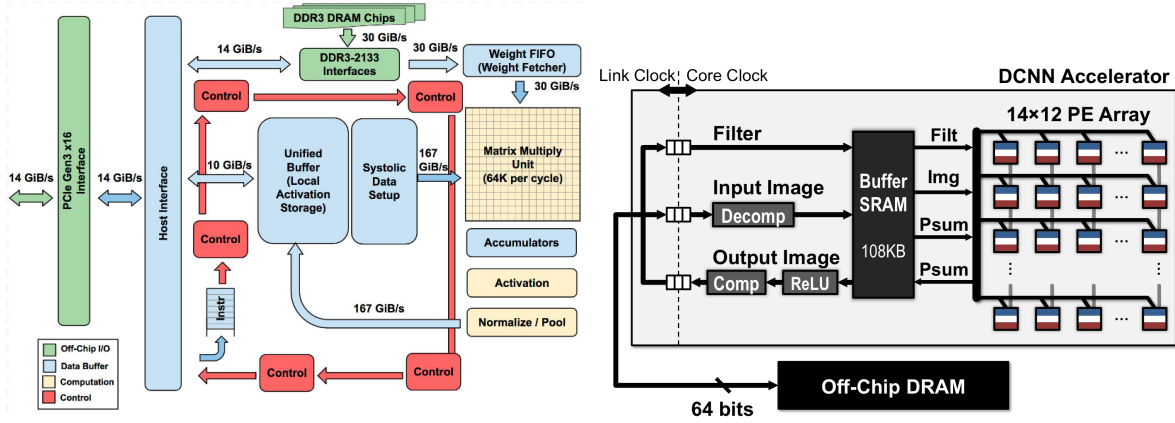 DDR3 DRAM Chips
30 GiB/s
14 GiB/s
DDR3-2133
Interfaces
30 GiB/s
Weight FIFO
(Weight Fetcher)
30 GiB/s
Control
Control
PCIe Gen3 x16
Interface
14 GiB/s
14 GiB/s
Host Interface
10 GiB/s
Unified
Buffer
(Local
Activation
Storage)
Systolic
Data
Setup
167
GiB/s
Matrix Multiply
Unit
(64K per cycle)
Control
Accumulators
Activation
Instr
167 GiB/s
Normalize / Pool
Off-Chip I/O
Data Buffer
Computation
Control
Control
Control
Link Clock
Core Clock
DCNN Accelerator
14×12 PE Array
Filter
Filt
Input Image
Decomp
Img
Buffer
SRAM
108KB
Psum
Output Image
Comp
ReLU
Psum
...
...
...
...
Off-Chip DRAM
64 bits